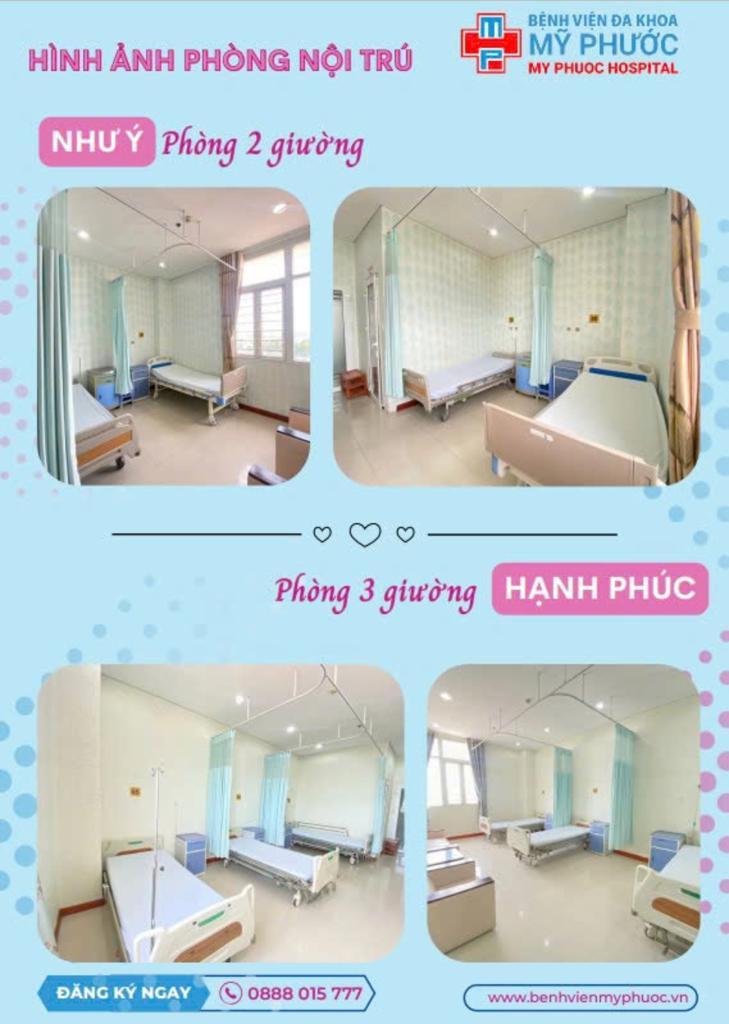 HÌNH ẢNH PHÒNG NỘI TRÚ
BỆNH VIỆN ĐA KHOA
MỸ PHƯỚC
MY PHUOC HOSPITAL
NHƯ Ý Phòng 2 giường
Phòng 3 giường HẠNH PHÚC
ĐĂNG KÝ NGAY 0888 015 777
www.benhvienmyphuoc.vn